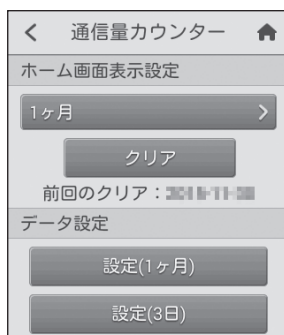 通信量カウンター
ホーム画面表示設定
1ヶ月
クリア
前回のクリア：
データ設定
設定(1ヶ月)
設定(3日)